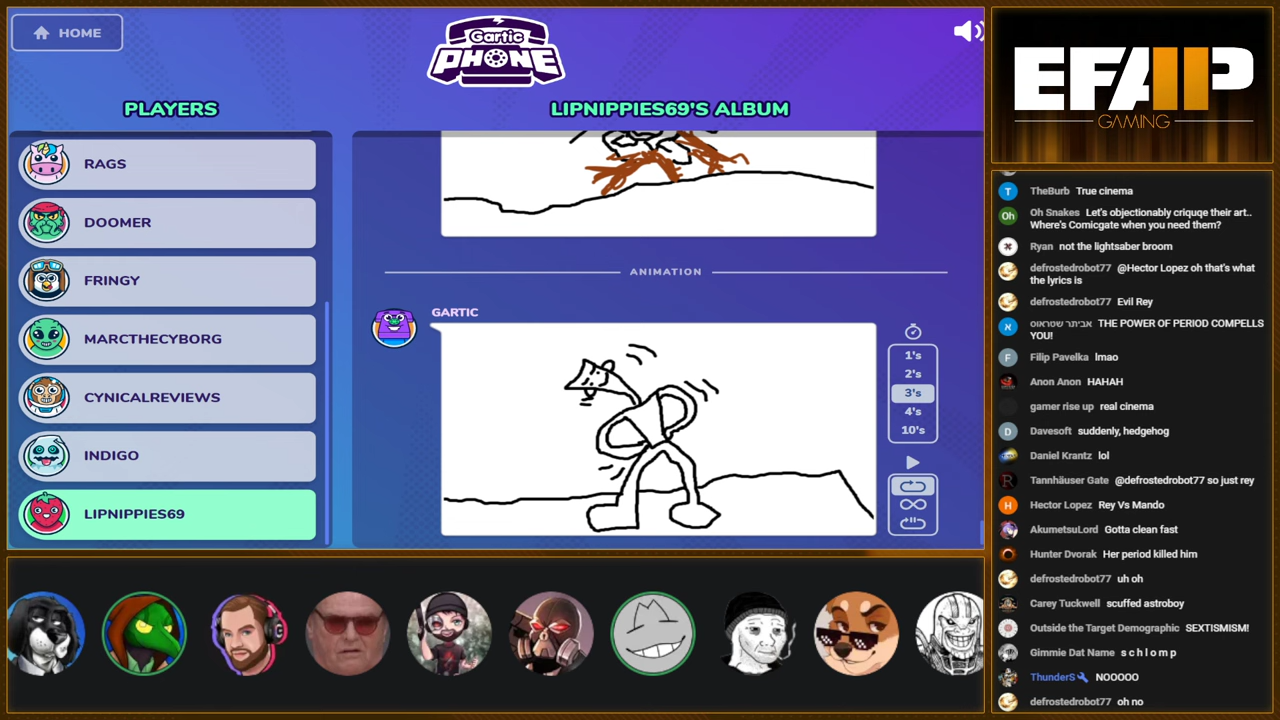 HOME
Gartic
PHONE
PLAYERS
LIPNIPPIES69'S ALBUM
RAGS
DOOMER
FRINGY
MARCTHECYBORG
CYNICALREVIEWS
INDIGO
LIPNIPPIES69
ANIMATION
GARTIC
1's
2's
3's
4's
10's
EFAP
GAMING
T TheBurb True cinema
Oh Oh Snakes Let's objectionably criquqe their art..
Where's Comicgate when you need them?
Ryan not the lightsaber broom
defrostedrobot77 @Hector Lopez oh that's what
the lyrics is
defrostedrobot77 Evil Rey
א אביתר שטראוס THE POWER OF PERIOD COMPELLS
YOU!
F Filip Pavelka lmao
Anon Anon HAHAH
gamer rise up real cinema
D Davesoft suddenly, hedgehog
Daniel Krantz lol
Tannhäuser Gate @defrostedrobot77 so just rey
H Hector Lopez Rey Vs Mando
AkumetsuLord Gotta clean fast
Hunter Dvorak Her period killed him
defrostedrobot77 uh oh
Carey Tuckwell scuffed astroboy
Outside the Target Demographic SEXTISMISM!
Gimmie Dat Name s c h l o m p
ThunderS NOOOOO
defrostedrobot77 oh no